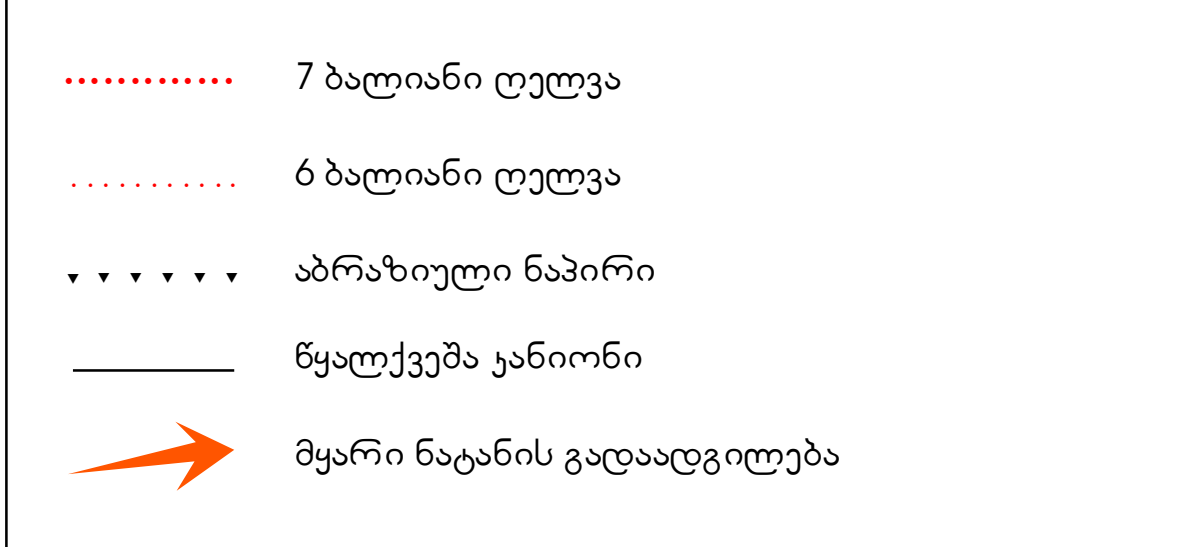 7 ბალიანი ღელვა
6 ბალიანი ღელვა
აბრაზიული ნაპირი
წყალქვეშა კანიონი
მყარი ნატანის გადაადგილება